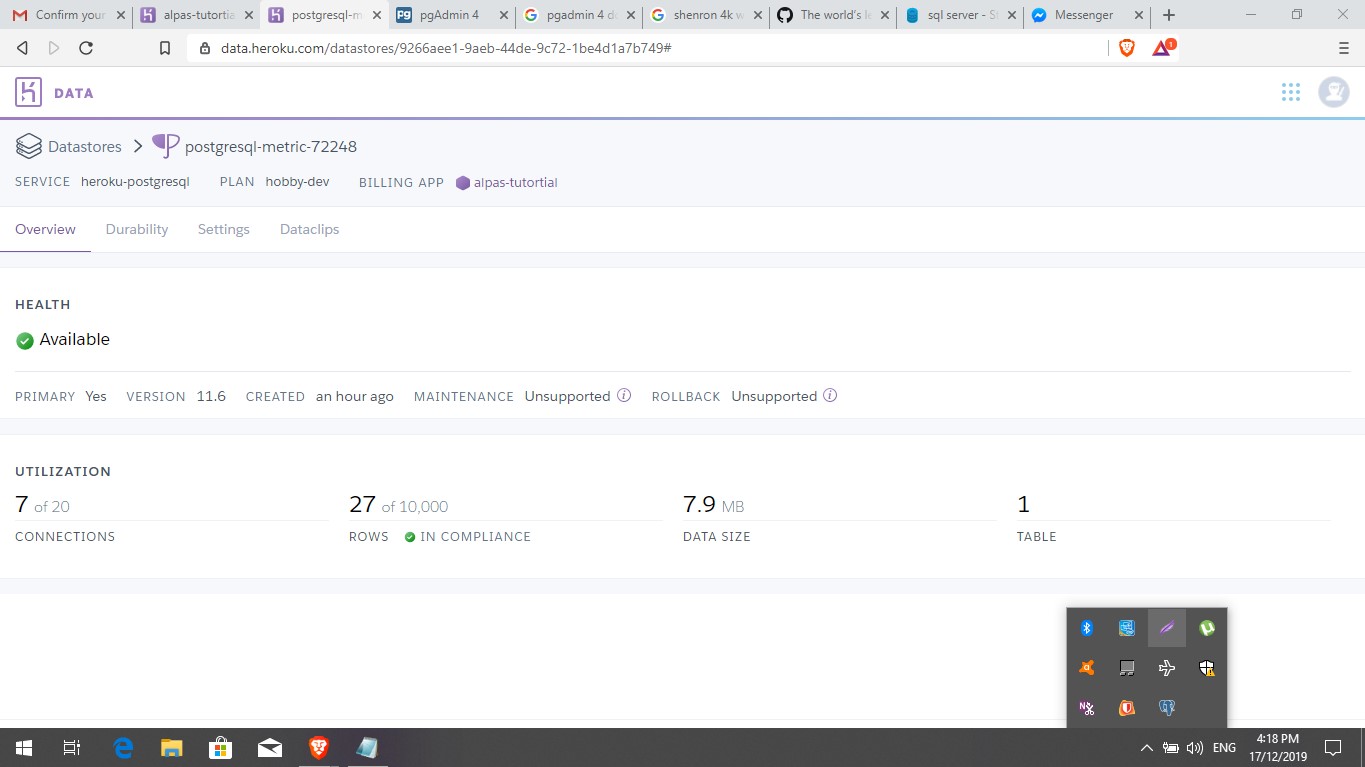 Confirm your
alpas-tutortia
postgresql-m
pgAdmin 4
pgadmin 4 d
shenron 4k w
The world's le
sql server - S
Messenger
data.heroku.com/datastores/9266aee1-9aeb-44de-9c72-1be4d1a7b749#
1
DATA
Datastores > postgresql-metric-72248
SERVICE heroku-postgresql PLAN hobby-dev BILLING APP alpas-tutortial
Overview Durability Settings Dataclips
HEALTH
Available
PRIMARY Yes VERSION 11.6 CREATED an hour ago MAINTENANCE Unsupported ROLLBACK Unsupported
UTILIZATION
7 of 20
CONNECTIONS
27 of 10,000
ROWS IN COMPLIANCE
7.9 MB
DATA SIZE
1
TABLE
ENG
4:18 PM
17/12/2019